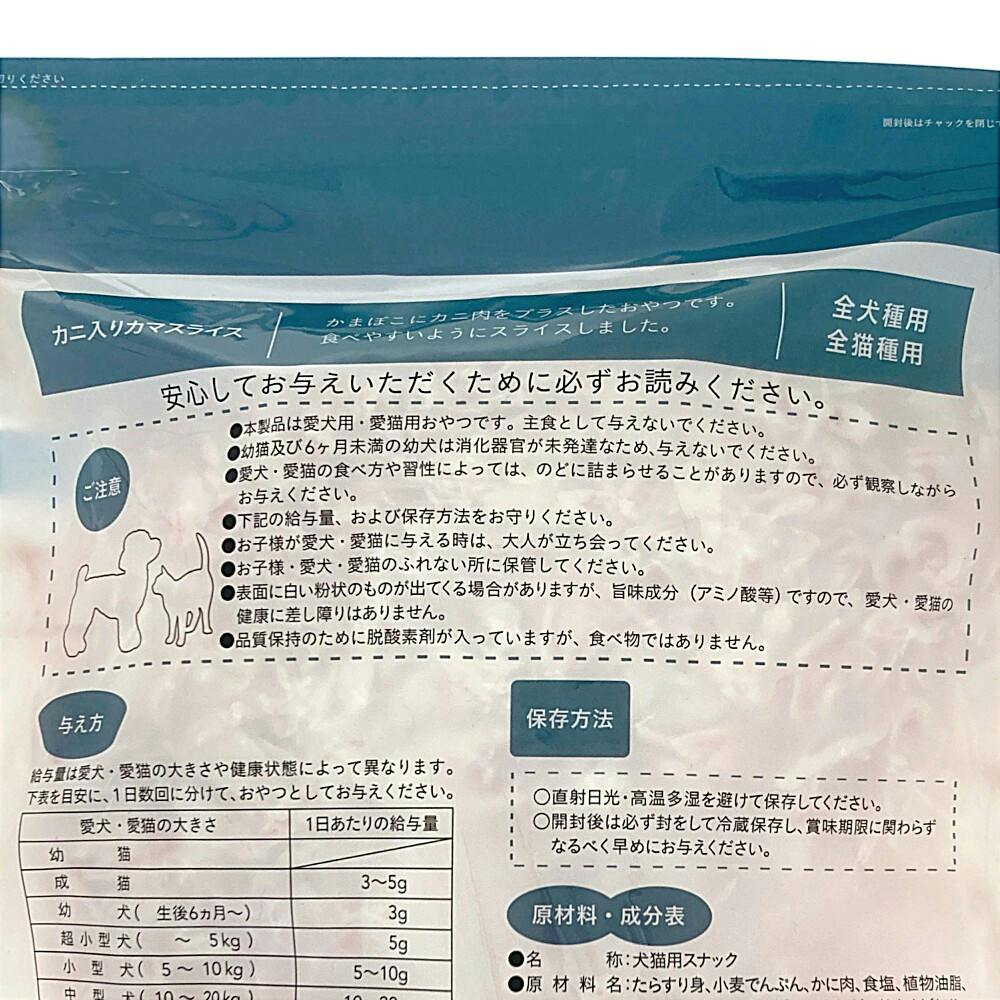 切りください
開封後はチャックを閉じて
カニ入りカマスライス
かまぼこにカニ肉をプラスしたおやつです。
食べやすいようにスライスしました。
全犬種用
全猫種用
安心してお与えいただくために必ずお読みください。
ご注意
●本製品は愛犬用・愛猫用おやつです。主食として与えないでください。
●幼猫及び6ヶ月未満の幼犬は消化器官が未発達なため、与えないでください。
●愛犬・愛猫の食べ方や習性によっては、のどに詰まらせることがありますので、必ず観察しながら
お与えください。
●下記の給与量、および保存方法をお守りください。
●お子様が愛犬・愛猫に与える時は、大人が立ち会ってください。
●お子様・愛犬・愛猫のふれない所に保管してください。
●表面に白い粉状のものが出てくる場合がありますが、旨味成分（アミノ酸等）ですので、愛犬・愛猫の
健康に差し障りはありません。
●品質保持のために脱酸素剤が入っていますが、食べ物ではありません。
与え方
給与量は愛犬・愛猫の大きさや健康状態によって異なります。
下表を目安に、1日数回に分けて、おやつとしてお与えください。
愛犬・愛猫の大きさ 1日あたりの給与量
幼 猫
成 猫 3〜5g
幼 犬( 生後6ヵ月〜) 3g
超小型犬( 〜 5kg ) 5g
小 型 犬( 5 〜 10kg ) 5〜10g
中 型 犬( 10 〜 20kg ) 10〜20g
保存方法
○直射日光・高温多湿を避けて保存してください。
○開封後は必ず封をして冷蔵保存し、賞味期限に関わらず
なるべく早めにお与えください。
原材料・成分表
●名 称：犬猫用スナック
●原 材 料 名：たらすり身、小麦でんぷん、かに肉、食塩、植物油脂、